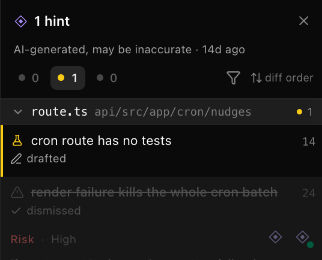 1 hint
AI-generated, may be inaccurate · 14d ago
0 1 0 diff order
route.ts api/src/app/cron/nudges 1
cron route has no tests 14
drafted
render failure kills the whole cron batch 24
dismissed
Risk · High